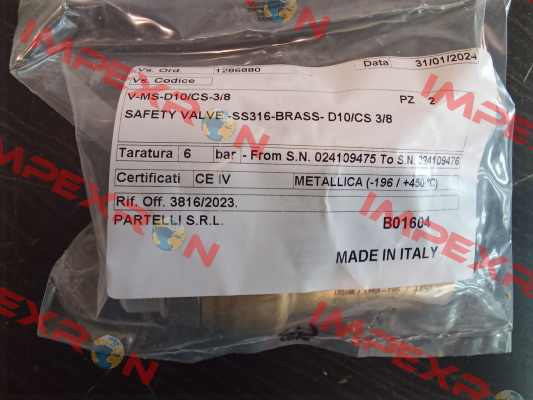 Vs. Ord. 1286880 Data 31/01/2024
Vs. Codice
V-MS-D10/CS-3/8 PZ 2
SAFETY VALVE -SS316-BRASS- D10/CS 3/8
Taratura 6 bar - From S.N. 024109475 To S.N. 024109476
Certificati CE IV METALLICA (-196 / +450 °C)
Rif. Off. 3816/2023.
PARTELLI S.R.L. B01604
MADE IN ITALY
IMPEXRON